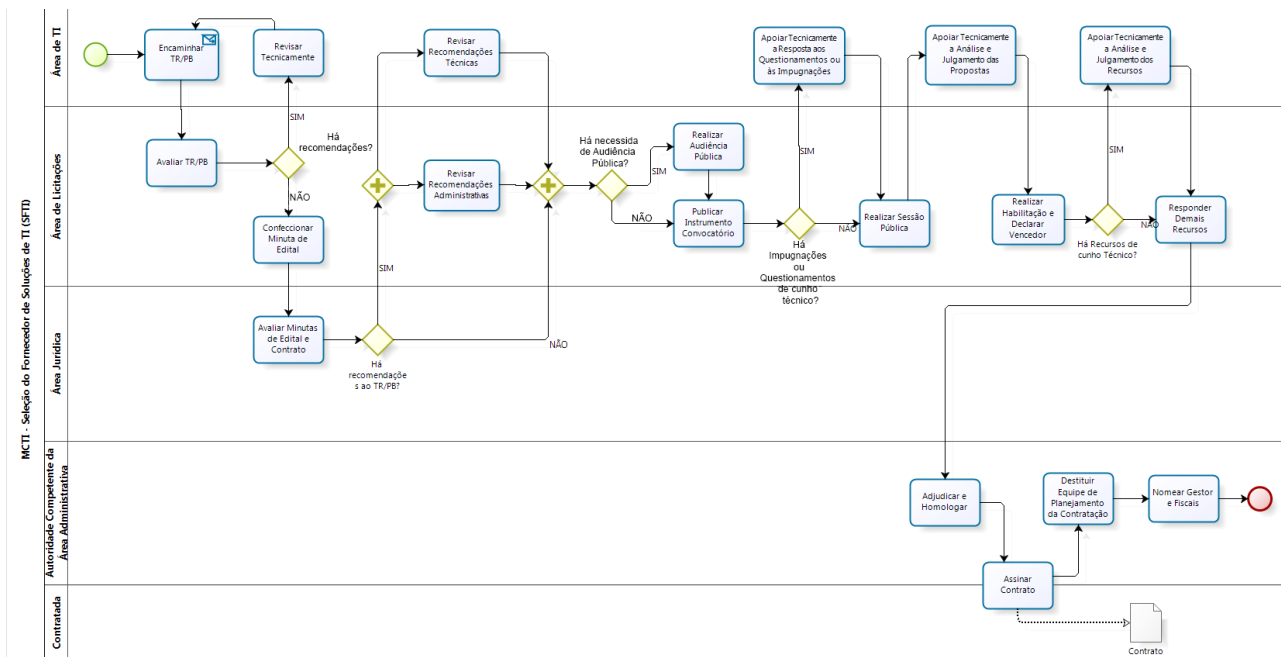 MCTI - Seleção do Fornecedor de Soluções de TI (SFTI)
Área de TI
Encaminhar
TR/PB
Revisar
Tecnicamente
Revisar
Recomendações
Técnicas
Apoiar Tecnicamente
a Resposta aos
Questionamentos ou
às Impugnações
Apoiar Tecnicamente
a Análise e
Julgamento das
Propostas
Apoiar Tecnicamente
a Análise e
Julgamento dos
Recursos
Área de Licitações
Avaliar TR/PB
SIM
Há
recomendações?
NÃO
Confeccionar
Minuta de
Edital
SIM
Revisar
Recomendações
Administrativas
Há necessida
de de Audiência
Pública?
SIM
NÃO
Realizar
Audiência
Pública
Publicar
Instrumento
Convocatório
SIM
NÃO
Há
Impugnações
ou
Questionamentos
de cunho
técnico?
Realizar Sessão
Pública
Realizar
Habilitação e
Declarar
Vencedor
SIM
NÃO
Há Recursos de
cunho Técnico?
Responder
Demais
Recursos
Área Jurídica
Avaliar Minutas
de Edital e
Contrato
Há
recomendaçõe
s ao TR/PB?
NÃO
Autoridade Competente da
Área Administrativa
Adjudicar e
Homologar
Destituir
Equipe de
Planejamento
da Contratação
Nomear Gestor
e Fiscais
Assinar
Contrato
Contratada
Contrato